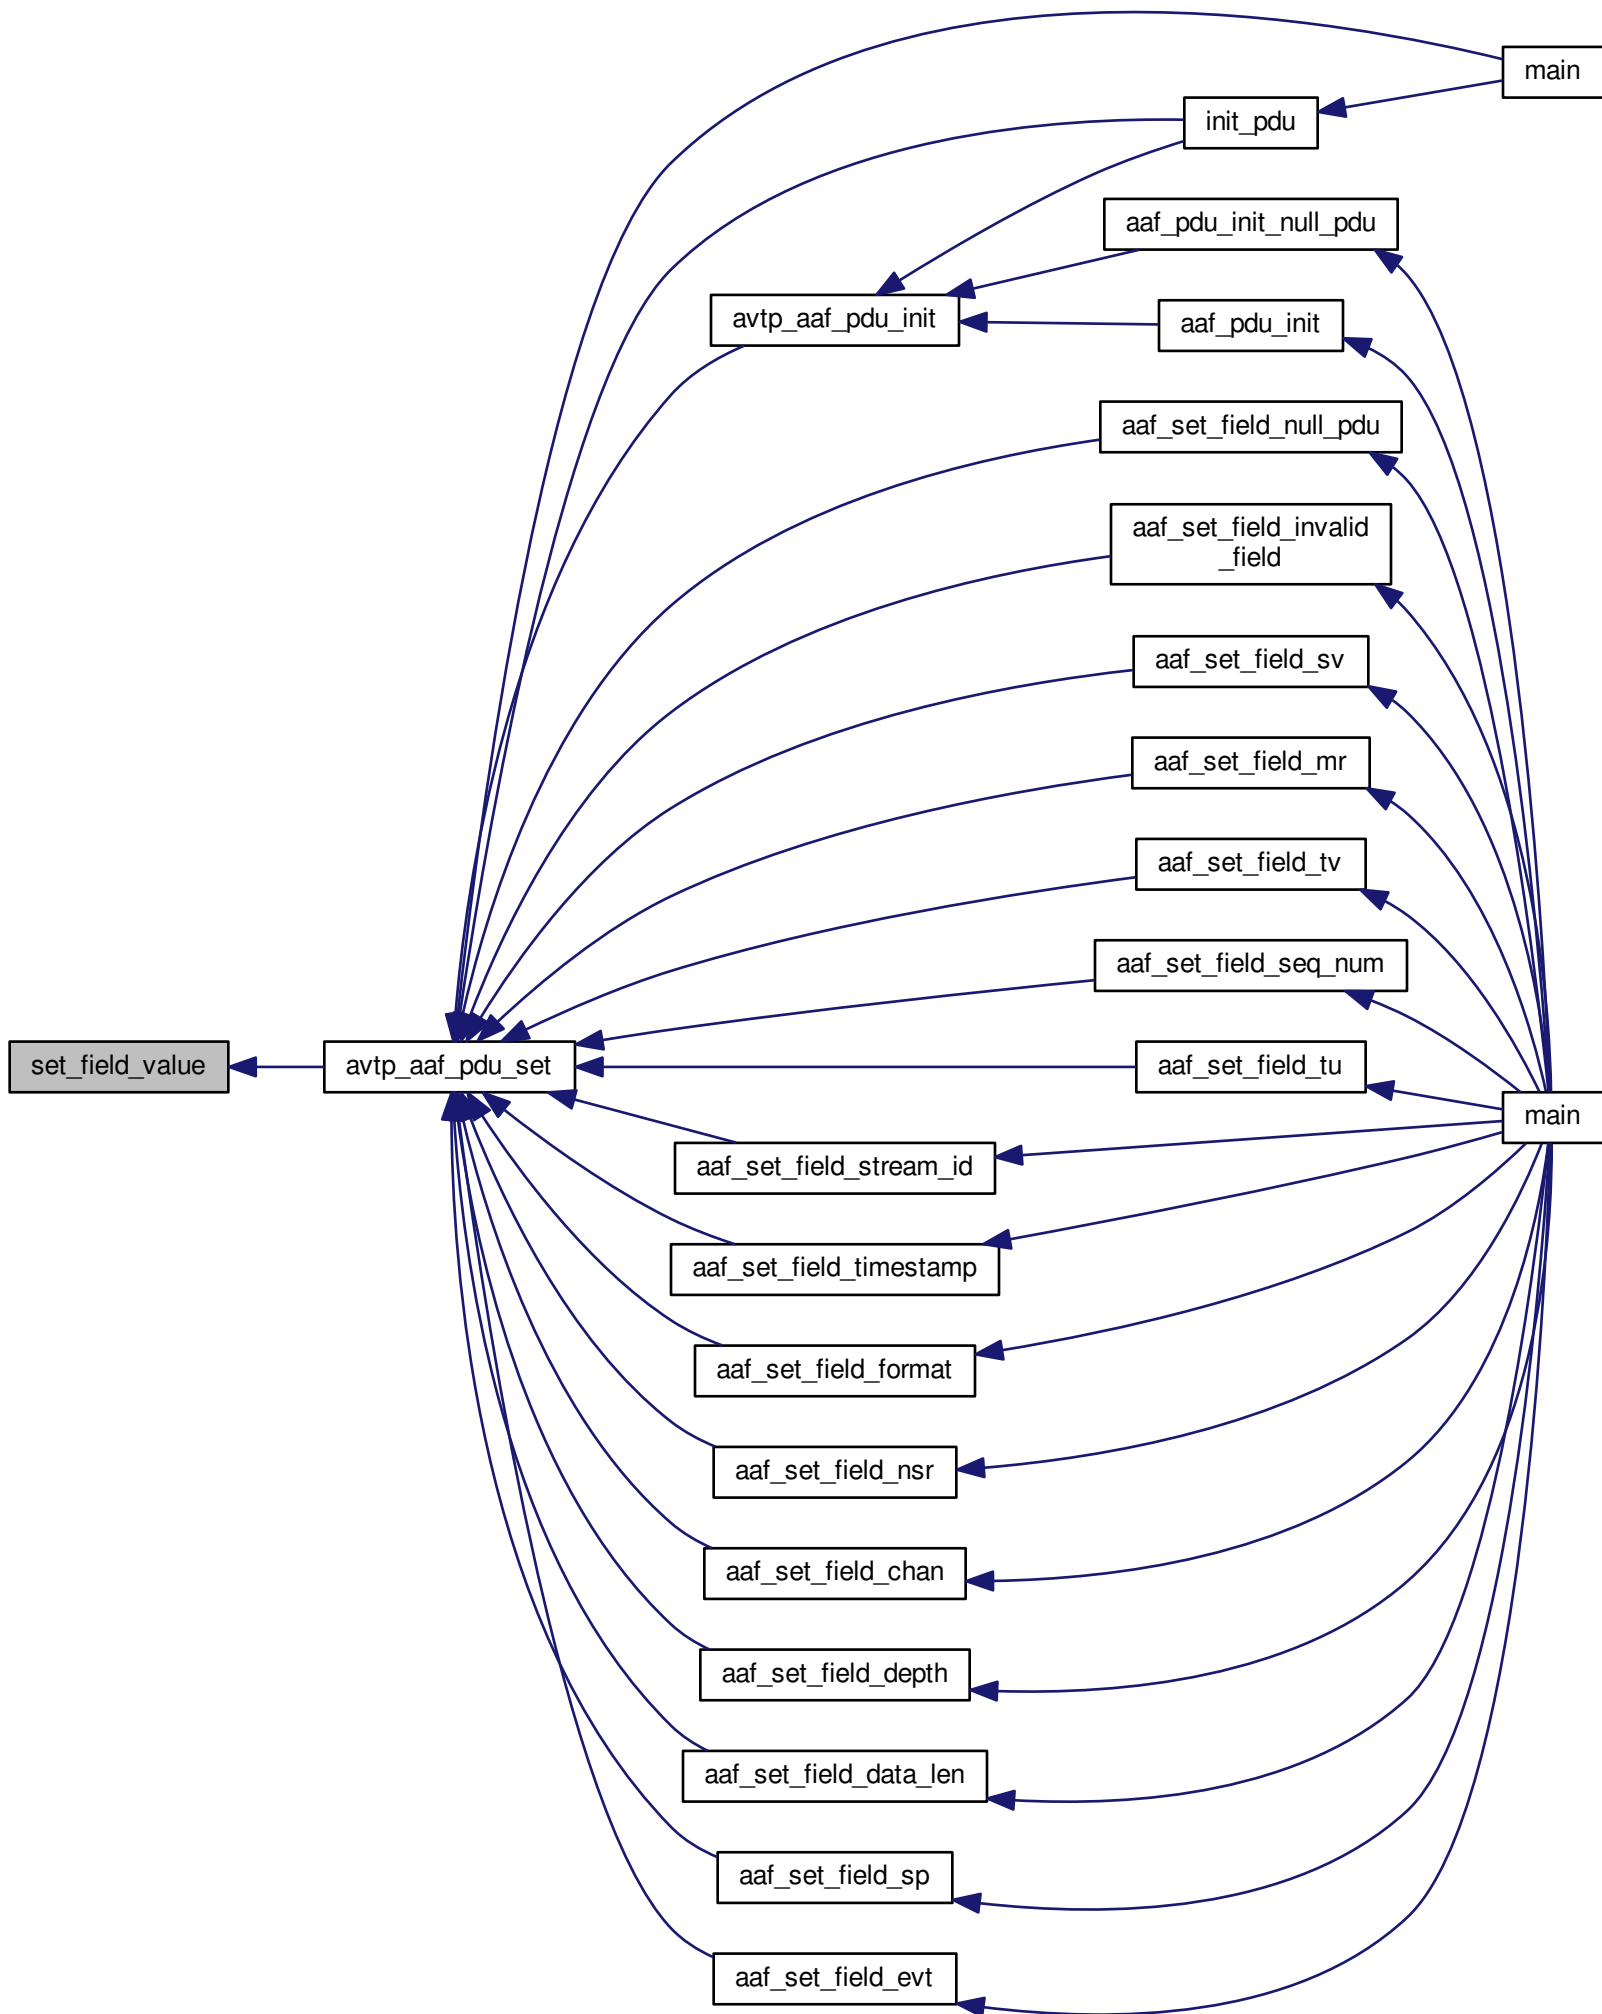 main
init_pdu
aaf_pdu_init_null_pdu
avtp_aaf_pdu_init
aaf_pdu_init
aaf_set_field_null_pdu
aaf_set_field_invalid
_field
aaf_set_field_sv
aaf_set_field_mr
aaf_set_field_tv
aaf_set_field_seq_num
set_field_value
avtp_aaf_pdu_set
aaf_set_field_tu
main
aaf_set_field_stream_id
aaf_set_field_timestamp
aaf_set_field_format
aaf_set_field_nsr
aaf_set_field_chan
aaf_set_field_depth
aaf_set_field_data_len
aaf_set_field_sp
aaf_set_field_evt